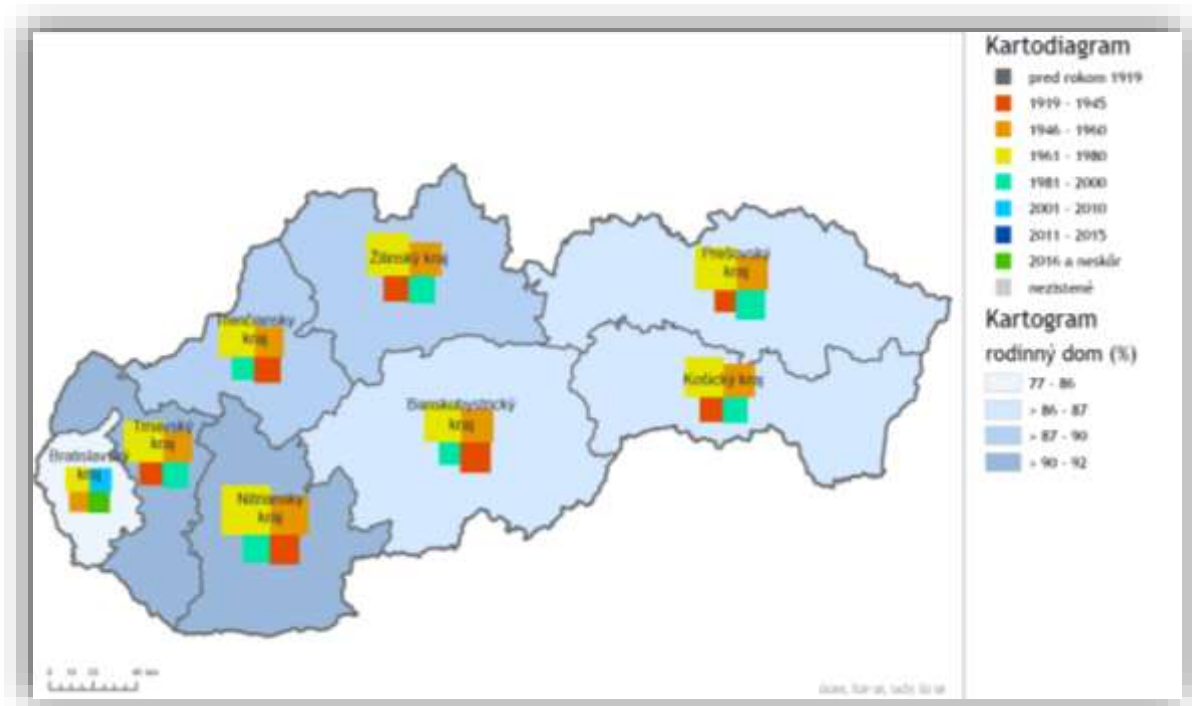 Kartodiagram
pred rokom 1919
1919 - 1945
1946 - 1960
1961 - 1980
1981 - 2000
2001 - 2010
2011 - 2015
2016 a neskôr
nezistené
Kartogram
rodinný dom (%)
77 - 86
> 86 - 87
> 87 - 90
> 90 - 92
Žilinský kraj
Prešovský
kraj
Trenčiansky
kraj
Košický kraj
Banskobystrický
kraj
Trnavský
kraj
Bratislavský
kraj
Nitriansky
kraj